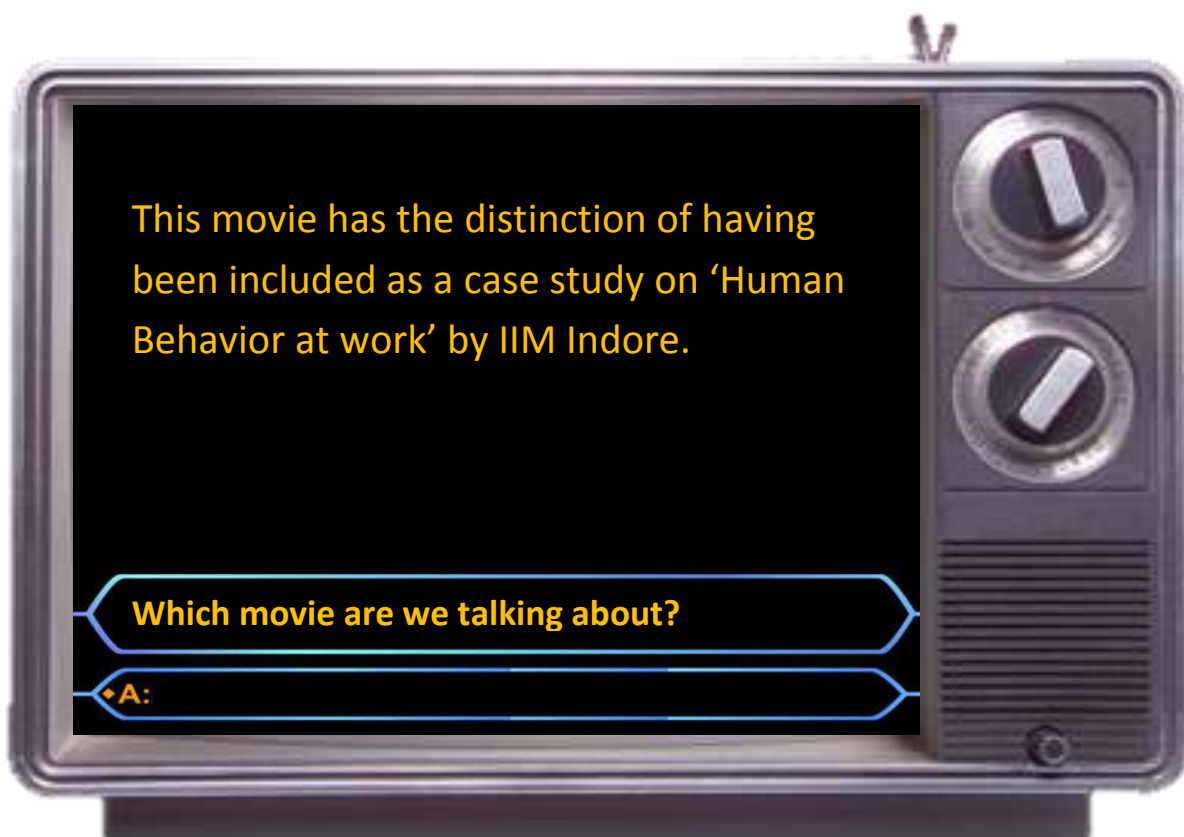 This movie has the distinction of having
been included as a case study on ‘Human
Behavior at work’ by IIM Indore.
Which movie are we talking about?
A: